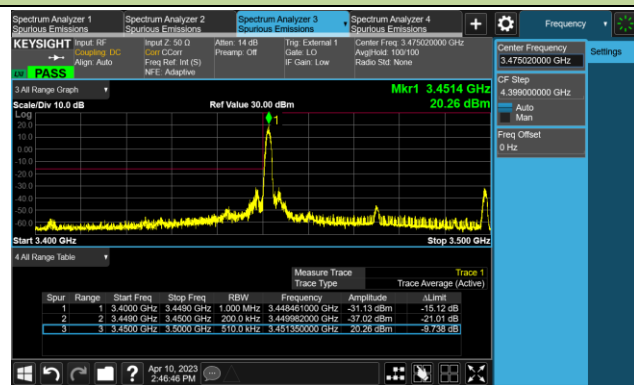 Spectrum Analyzer 1 Spectrum Analyzer 2 Spectrum Analyzer 3 Spectrum Analyzer 4 Frequency
Spurious Emissions Spurious Emissions Spurious Emissions Spurious Emissions
KEYSIGHT Input: RF Input Z: 50 Ω Atten: 14 dB Trig: External 1 Center Freq: 3.475020000 GHz
Coupling: DC Corr CCorr Preamp: Off Gate: LO Avg|Hold: 100/100
Align: Auto Freq Ref: Int (S) IF Gain: Low Radio Std: None
NFE: Adaptive
LXI PASS
Center Frequency
3.475020000 GHz
Settings
CF Step
4.399000000 GHz
Auto
Man
Freq Offset
0 Hz
3 All Range Graph Mkr1 3.4514 GHz
Scale/Div 10.0 dB Ref Value 30.00 dBm 20.26 dBm
Log
20.0
10.0
0.00
-10.0
-20.0
-30.0
-40.0
-50.0
-60.0
1
Start 3.400 GHz Stop 3.500 GHz
4 All Range Table
Measure Trace Trace 1
Trace Type Trace Average (Active)
Spur Range Start Freq Stop Freq RBW Frequency Amplitude ΔLimit
1 1 3.4000 GHz 3.4490 GHz 1.000 MHz 3.448461000 GHz -31.13 dBm -15.12 dB
2 2 3.4490 GHz 3.4500 GHz 200.0 kHz 3.449982000 GHz -37.02 dBm -21.01 dB
3 3 3.4500 GHz 3.5000 GHz 510.0 kHz 3.451350000 GHz 20.26 dBm -9.738 dB
Apr 10, 2023
2:46:46 PM